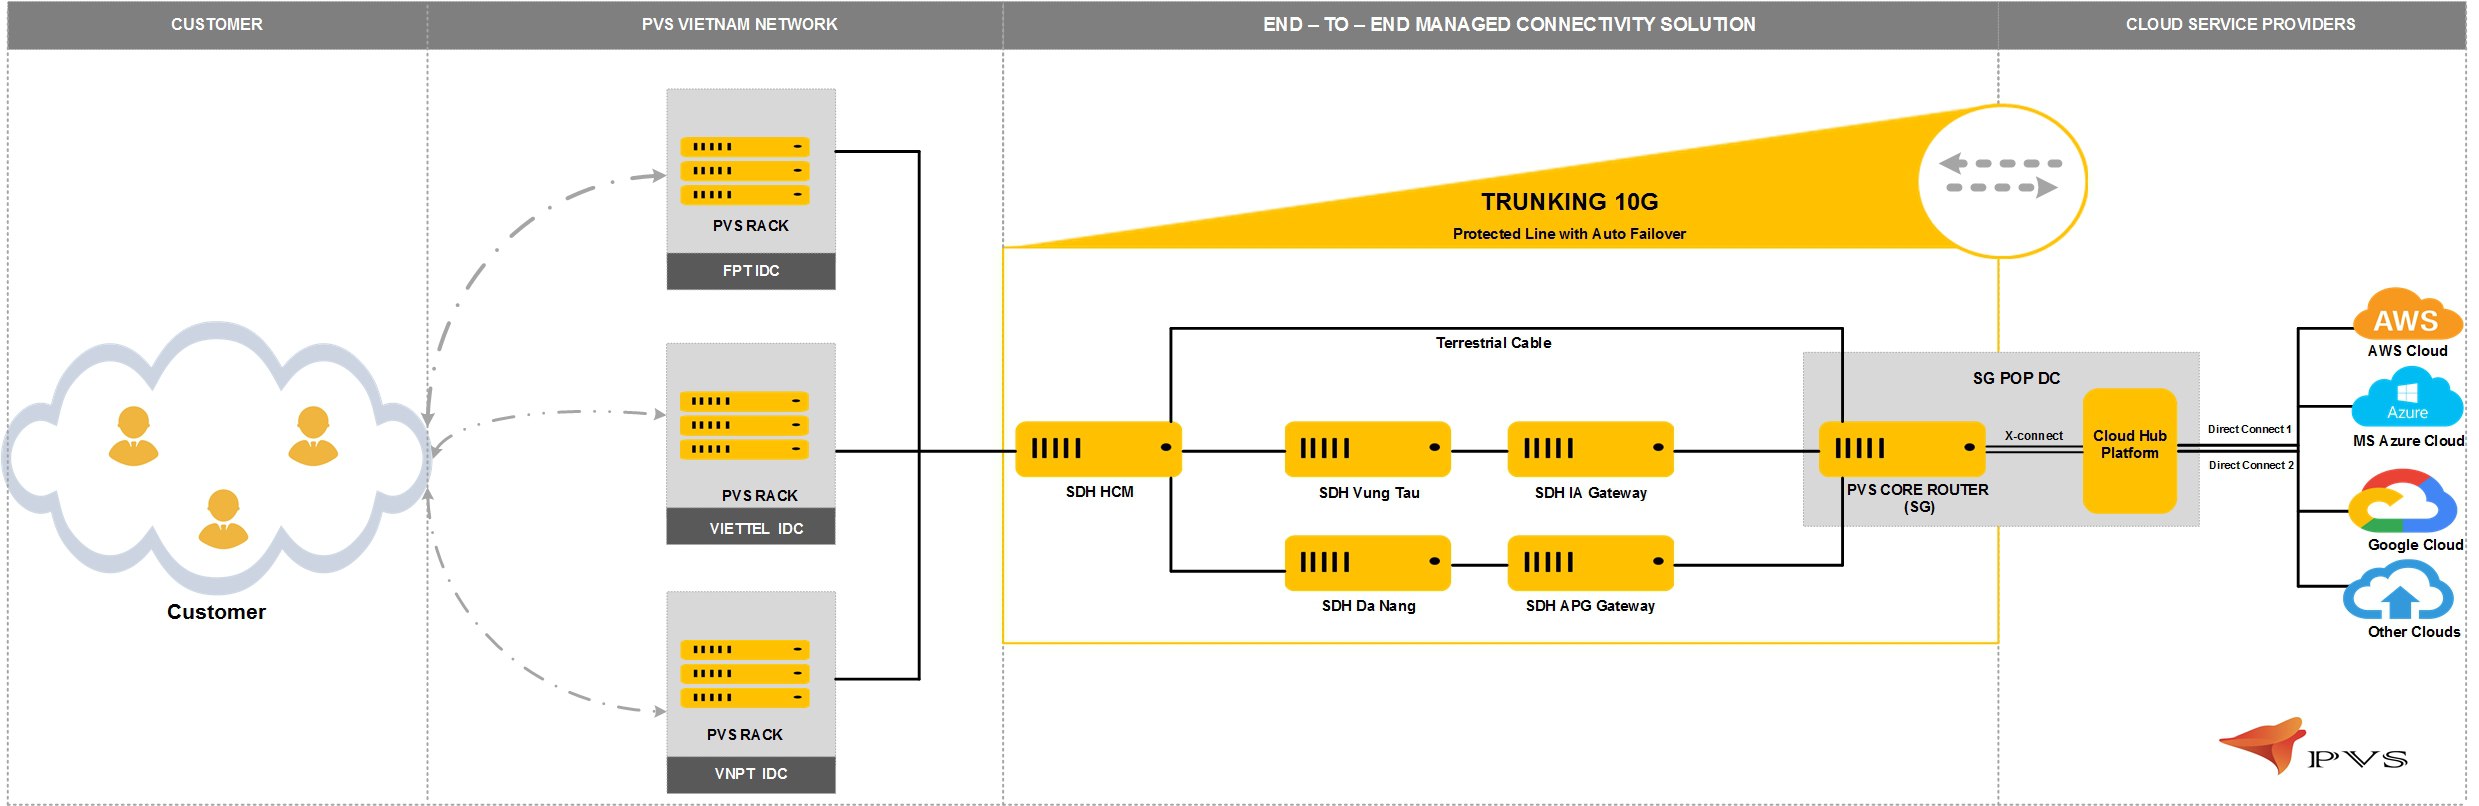 CUSTOMER
PVS VIETNAM NETWORK
END – TO – END MANAGED CONNECTIVITY SOLUTION
CLOUD SERVICE PROVIDERS
PVS RACK
FPT IDC
PVS RACK
VIETTEL IDC
PVS RACK
VNPT IDC
Customer
TRUNKING 10G
Protected Line with Auto Failover
Terrestrial Cable
SDH HCM
SDH Vung Tau
SDH IA Gateway
SDH Da Nang
SDH APG Gateway
SG POP DC
PVS CORE ROUTER
(SG)
X-connect
Cloud Hub
Platform
Direct Connect 1
Direct Connect 2
AWS
AWS Cloud
Azure
MS Azure Cloud
Google Cloud
Other Clouds
PVS